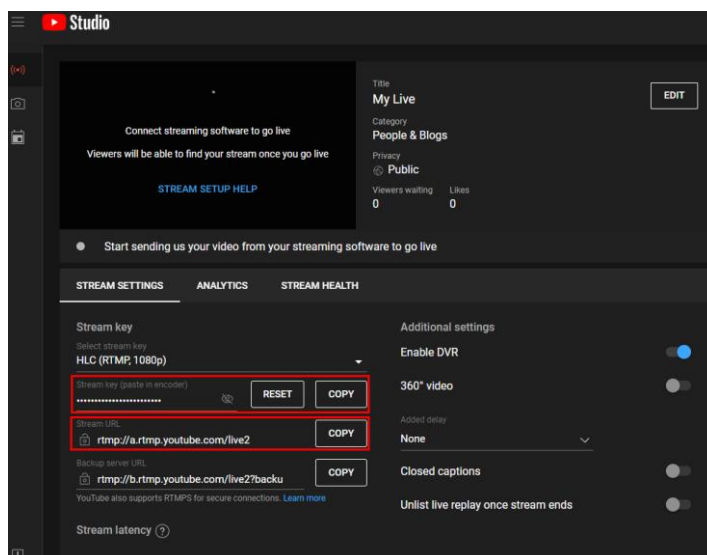 Studio
Connect streaming software to go live
Viewers will be able to find your stream once you go live
STREAM SETUP HELP
Title
My Live
EDIT
Category
People & Blogs
Privacy
Public
Viewers waiting Likes
0 0
Start sending us your video from your streaming software to go live
STREAM SETTINGS ANALYTICS STREAM HEALTH
Stream key
Select stream key
HLC (RTMP, 1080p)
Stream key (paste in encoder)
•••••••••••••••••••••••• RESET COPY
Stream URL
rtmp://a.rtmp.youtube.com/live2 COPY
Backup server URL
rtmp://b.rtmp.youtube.com/live2?backu COPY
YouTube also supports RTMPS for secure connections. Learn more
Stream latency ?
Additional settings
Enable DVR
360° video
Added delay
None
Closed captions
Unlist live replay once stream ends